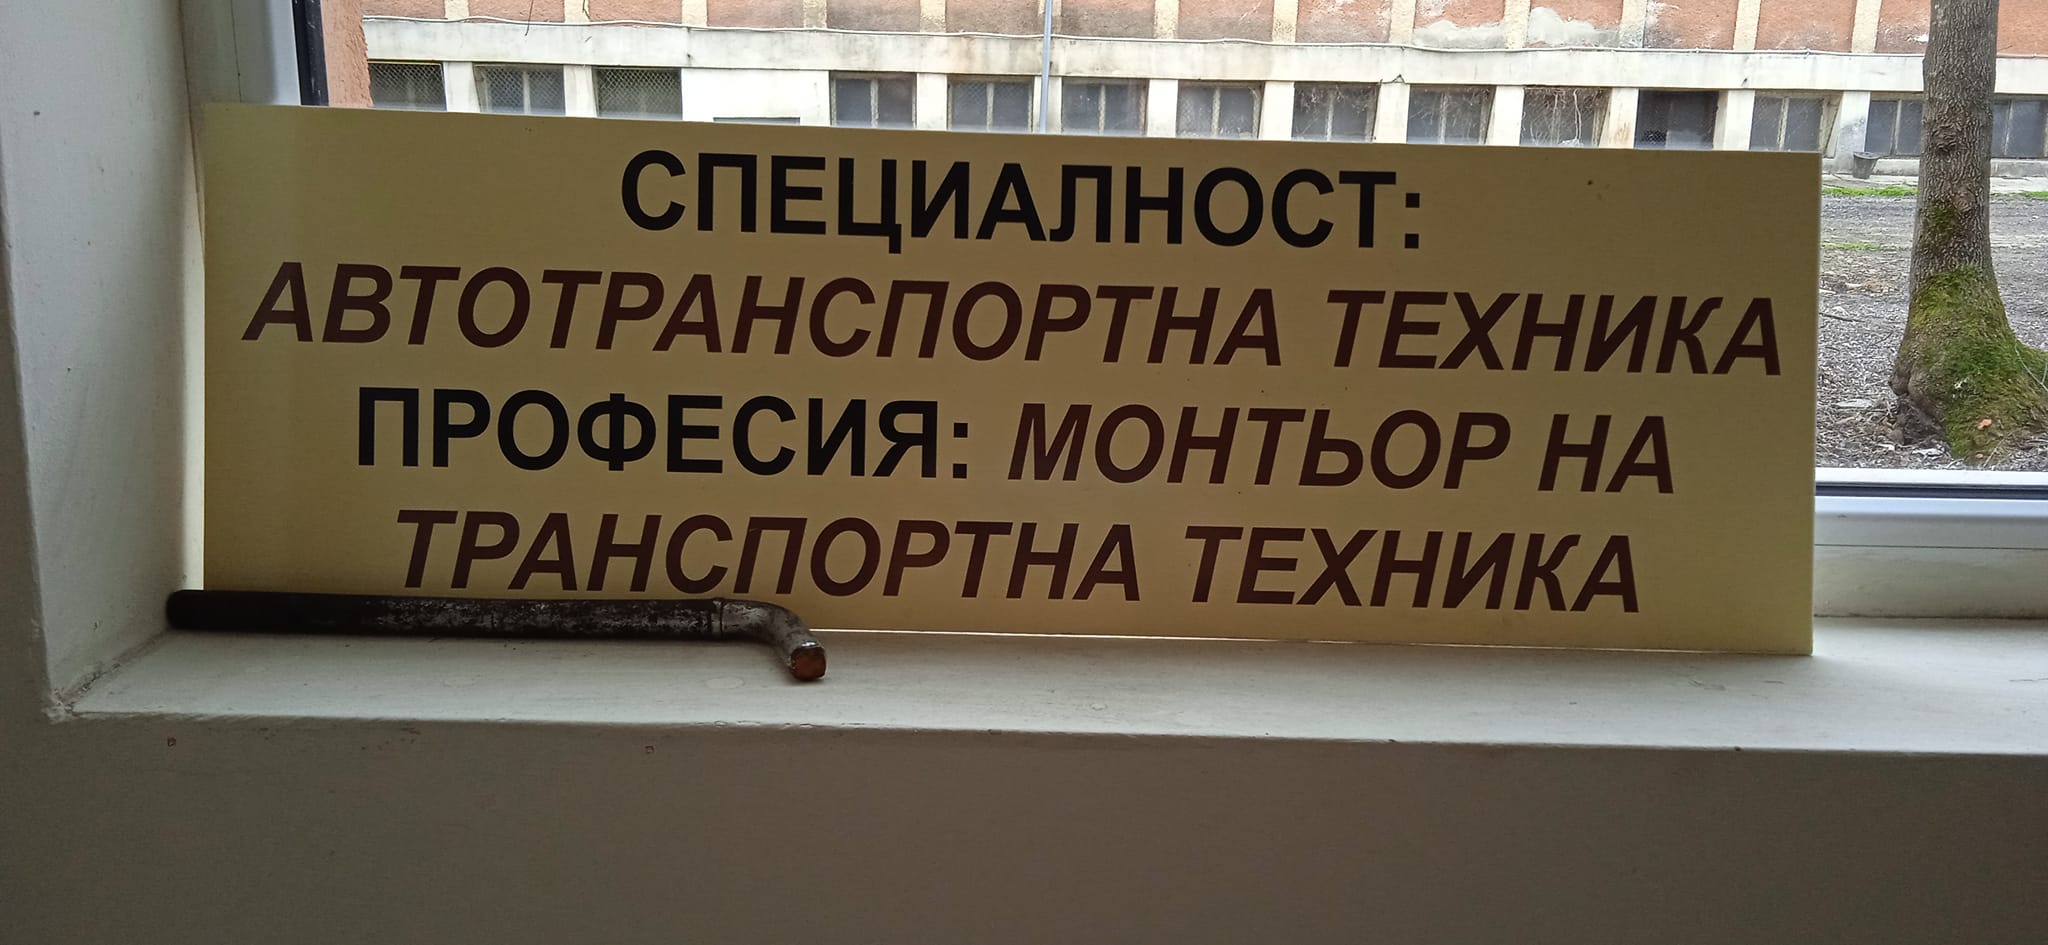 СПЕЦИАЛНОСТ:
АВТОТРАНСПОРТНА ТЕХНИКА
ПРОФЕСИЯ: МОНТЬОР НА
ТРАНСПОРТНА ТЕХНИКА